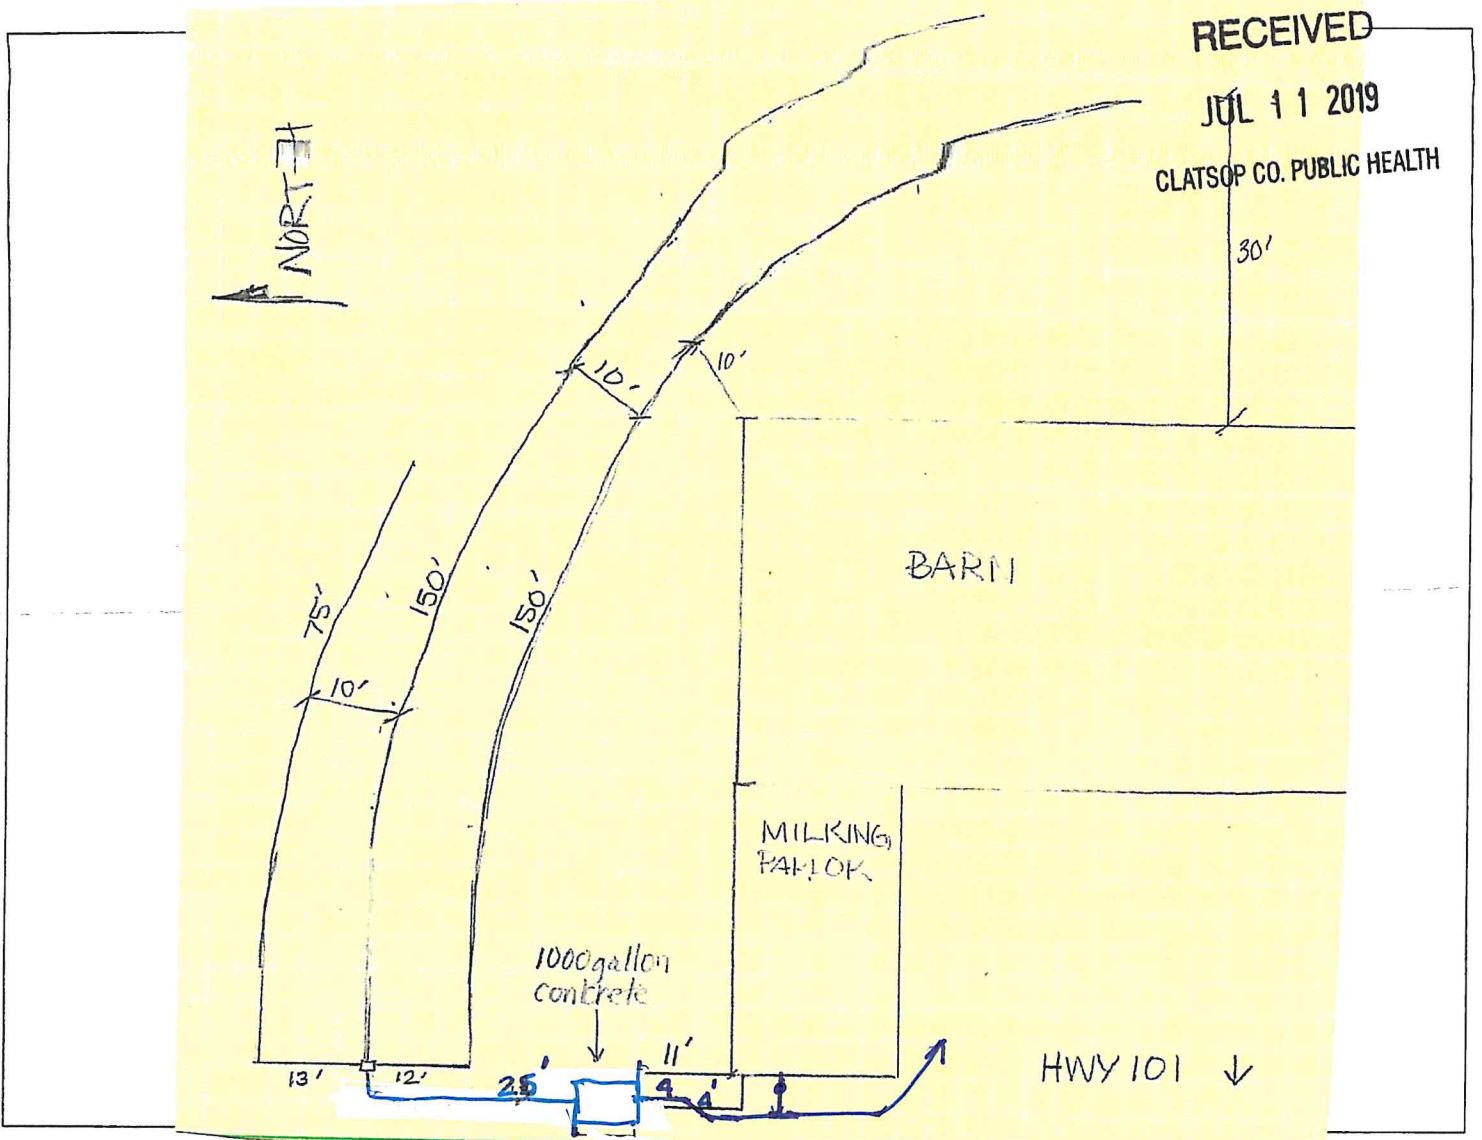 RECEIVED
JUL 11 2019
CLATSOP CO. PUBLIC HEALTH
NORTH
30'
10'
10'
BARN
75'
150'
150'
10'
MILKING
PARLOR
1000 gallon
concrete
11'
13'
12'
25'
4
4'
HWY 101 ↓